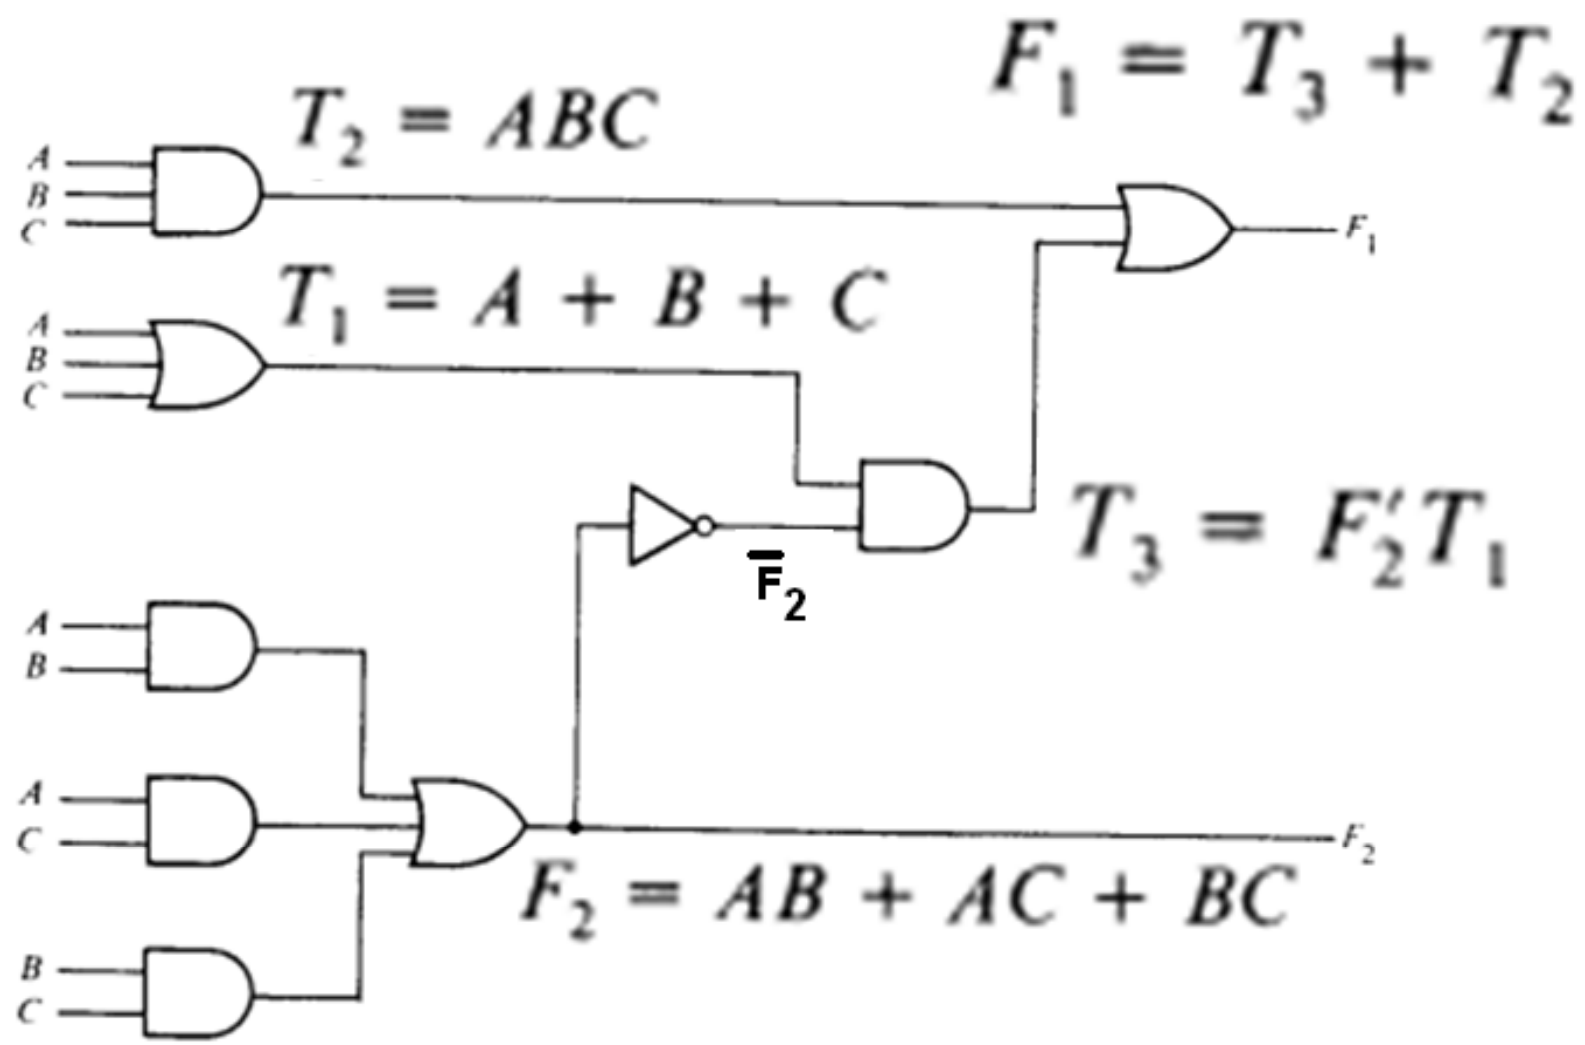 F₁ = T₃ + T₂
T₂ = ABC
A
B
C
F₁
T₁ = A + B + C
A
B
C
T₃ = F₂′T₁
F̅₂
A
B
A
C
F₂
F₂ = AB + AC + BC
B
C